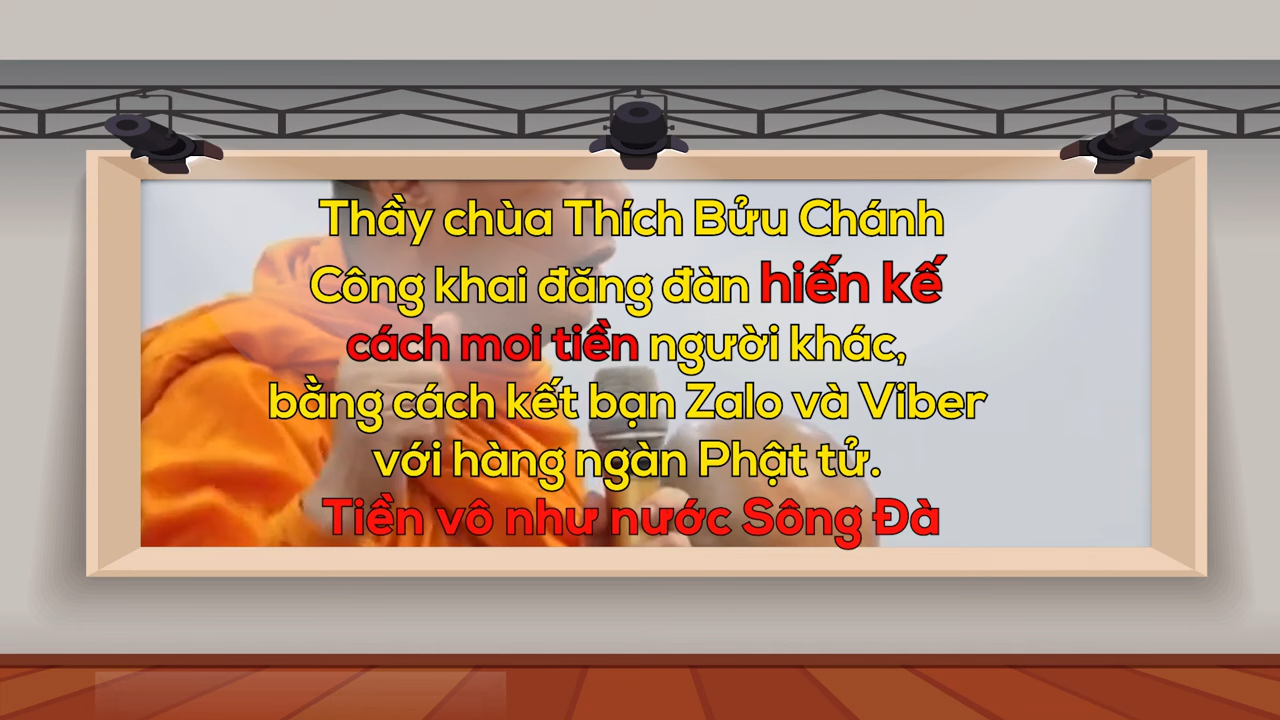 Thầy chùa Thích Bửu Chánh
Công khai đăng đàn hiến kế
cách moi tiền người khác,
bằng cách kết bạn Zalo và Viber
với hàng ngàn Phật tử.
Tiền vô như nước Sông Đà